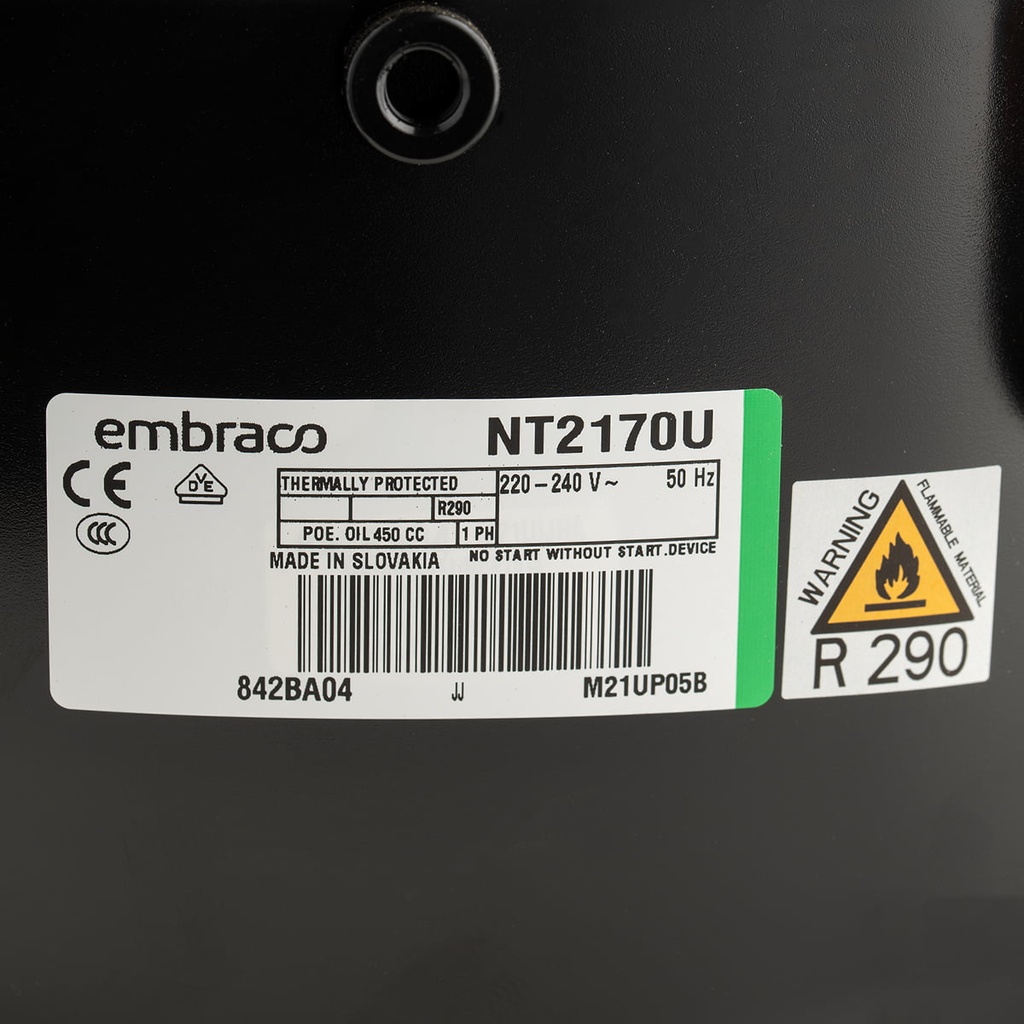 embraco
NT2170U
CE
DVE
CCC
THERMALLY PROTECTED
220-240 V~ 50 Hz
R290
POE. OIL 450 CC 1 PH
MADE IN SLOVAKIA
NO START WITHOUT START.DEVICE
842BA04 JJ M21UP05B
WARNING
FLAMMABLE MATERIAL
R 290